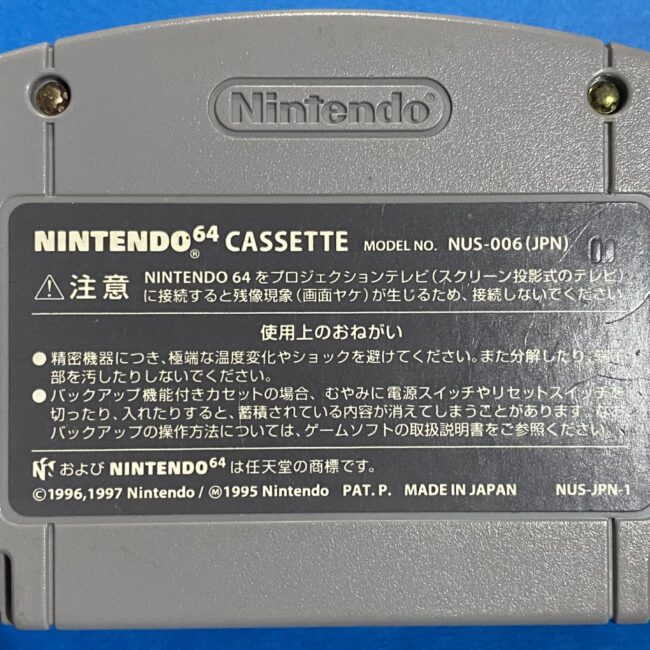 Nintendo®
NINTENDO®64 CASSETTE MODEL NO. NUS-006(JPN)
⚠注意 NINTENDO 64をプロジェクションテレビ(スクリーン投影式のテレビ)
に接続すると残像現象(画面ヤケ)が生じるため、接続しないでください。
使用上のおねがい
●精密機器につき、極端な温度変化やショックを避けてください。また分解したり、端子
部を汚したりしないでください。
●バックアップ機能付きカセットの場合、むやみに電源スイッチやリセットスイッチを
切ったり、入れたりすると、蓄積されている内容が消えてしまうことがあります。なお
バックアップの操作方法については、ゲームソフトの取扱説明書をご参照ください。
および NINTENDO64 は任天堂の商標です。
©1996,1997 Nintendo / Ⓜ1995 Nintendo PAT. P. MADE IN JAPAN NUS-JPN-1